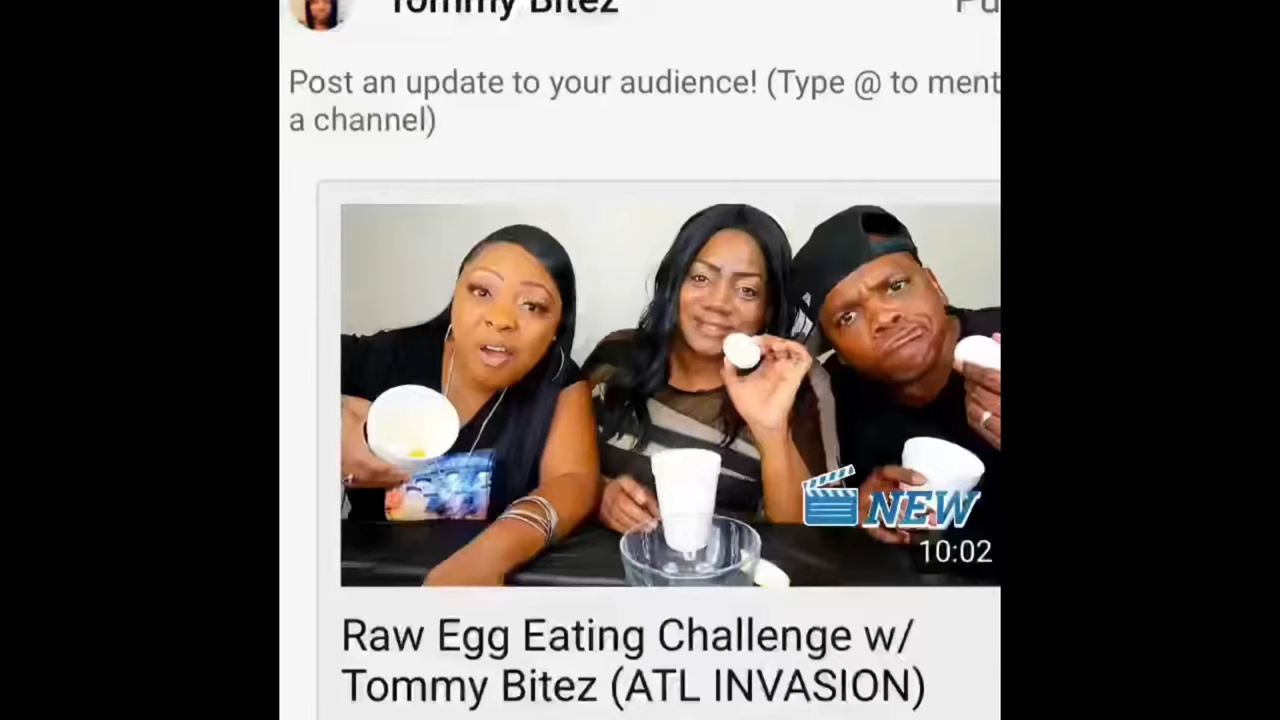 Tommy Bitez
Post an update to your audience! (Type @ to ment
a channel)
NEW
10:02
Raw Egg Eating Challenge w/
Tommy Bitez (ATL INVASION)